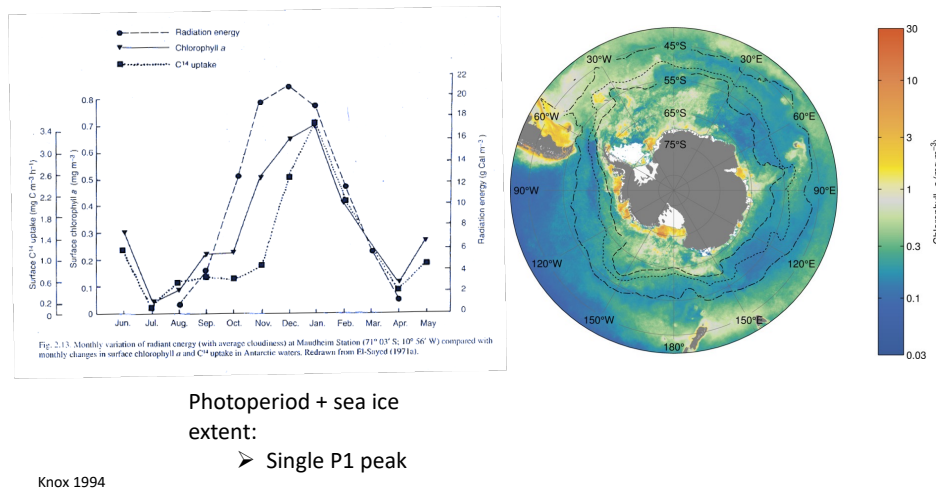 Radiation energy
Chlorophyll a
C¹⁴ uptake
Surface C¹⁴ uptake (mg C m⁻³ h⁻¹)
3.4
3.0
2.6
2.2
1.8
1.4
1.0
0.6
0.2
0
Surface chlorophyll a (mg m⁻³)
0.8
0.7
0.6
0.5
0.4
0.3
0.2
0.1
0
22
20
18
16
14
12
10
8
6
4
2
0
Radiation energy (g Cal m⁻³)
Jun. Jul. Aug. Sep. Oct. Nov. Dec. Jan. Feb. Mar. Apr. May
Fig. 2.13. Monthly variation of radiant energy (with average cloudiness) at Maudheim Station (71° 03′ S; 10° 56′ W) compared with
monthly changes in surface chlorophyll a and C¹⁴ uptake in Antarctic waters. Redrawn from El-Sayed (1971a).
45°S
30°W
30°E
55°S
60°W
65°S
60°E
75°S
90°W
90°E
120°W
120°E
150°W
150°E
180°
30
10
3
1
0.3
0.1
0.03
Photoperiod + sea ice
extent:
➢ Single P1 peak
Knox 1994